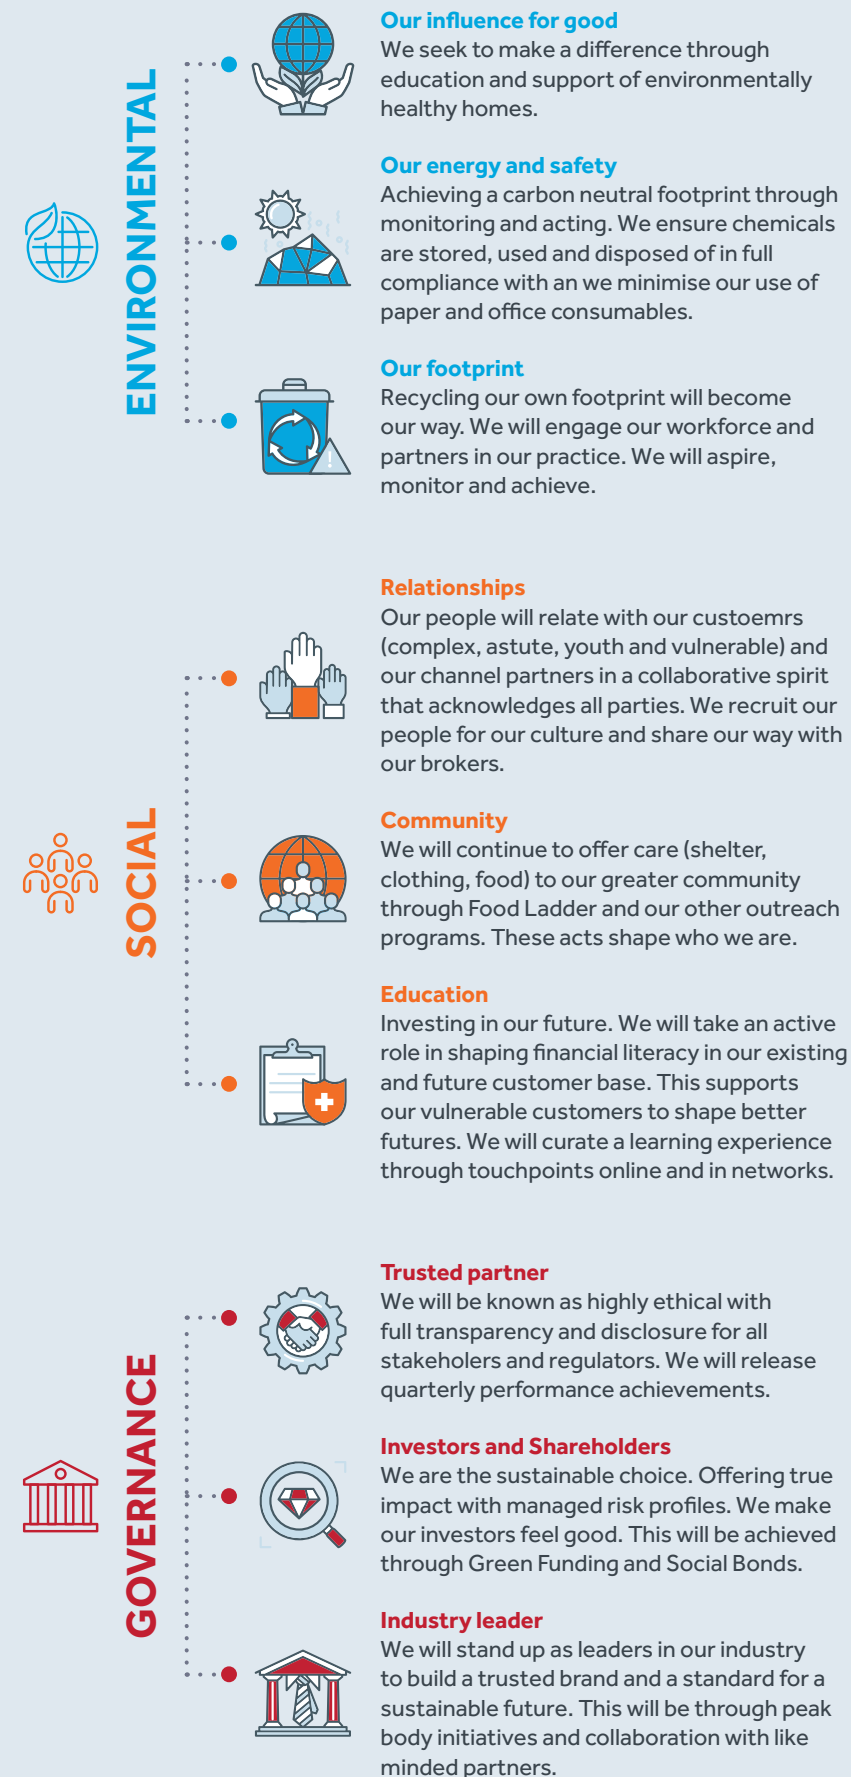 ENVIRONMENTAL
Our influence for good
We seek to make a difference through
education and support of environmentally
healthy homes.
Our energy and safety
Achieving a carbon neutral footprint through
monitoring and acting. We ensure chemicals
are stored, used and disposed of in full
compliance with an we minimise our use of
paper and office consumables.
Our footprint
Recycling our own footprint will become
our way. We will engage our workforce and
partners in our practice. We will aspire,
monitor and achieve.
SOCIAL
Relationships
Our people will relate with our custoemrs
(complex, astute, youth and vulnerable) and
our channel partners in a collaborative spirit
that acknowledges all parties. We recruit our
people for our culture and share our way with
our brokers.
Community
We will continue to offer care (shelter,
clothing, food) to our greater community
through Food Ladder and our other outreach
programs. These acts shape who we are.
Education
Investing in our future. We will take an active
role in shaping financial literacy in our existing
and future customer base. This supports
our vulnerable customers to shape better
futures. We will curate a learning experience
through touchpoints online and in networks.
GOVERNANCE
Trusted partner
We will be known as highly ethical with
full transparency and disclosure for all
stakeholers and regulators. We will release
quarterly performance achievements.
Investors and Shareholders
We are the sustainable choice. Offering true
impact with managed risk profiles. We make
our investors feel good. This will be achieved
through Green Funding and Social Bonds.
Industry leader
We will stand up as leaders in our industry
to build a trusted brand and a standard for a
sustainable future. This will be through peak
body initiatives and collaboration with like
minded partners.